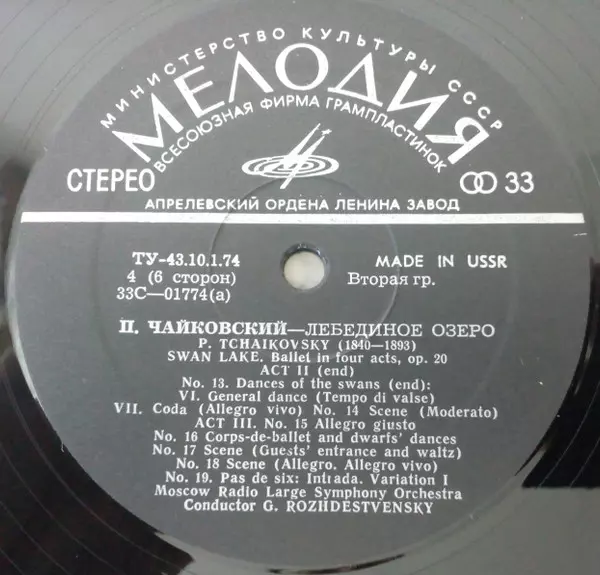 МИНИСТЕРСТВО КУЛЬТУРЫ СССР
МЕЛОДИЯ
ВСЕСОЮЗНАЯ ФИРМА ГРАМПЛАСТИНОК
СТЕРЕО 33
АПРЕЛЕВСКИЙ ОРДЕНА ЛЕНИНА ЗАВОД
ТУ-43.10.1.74 MADE IN USSR
4 (6 сторон) Вторая гр.
33С—01774(а)
П. ЧАЙКОВСКИЙ—ЛЕБЕДИНОЕ ОЗЕРО
P. TCHAIKOVSKY (1840—1893)
SWAN LAKE. Ballet in four acts, op. 20
ACT II (end)
No. 13. Dances of the swans (end):
VI. General dance (Tempo di valse)
VII. Coda (Allegro vivo) No. 14 Scene (Moderato)
ACT III. No. 15 Allegro giusto
No. 16 Corps-de-ballet and dwarfs' dances
No. 17 Scene (Guests' entrance and waltz)
No. 18 Scene (Allegro. Allegro vivo)
No. 19. Pas de six: Intrada. Variation I
Moscow Radio Large Symphony Orchestra
Conductor G. ROZHDESTVENSKY